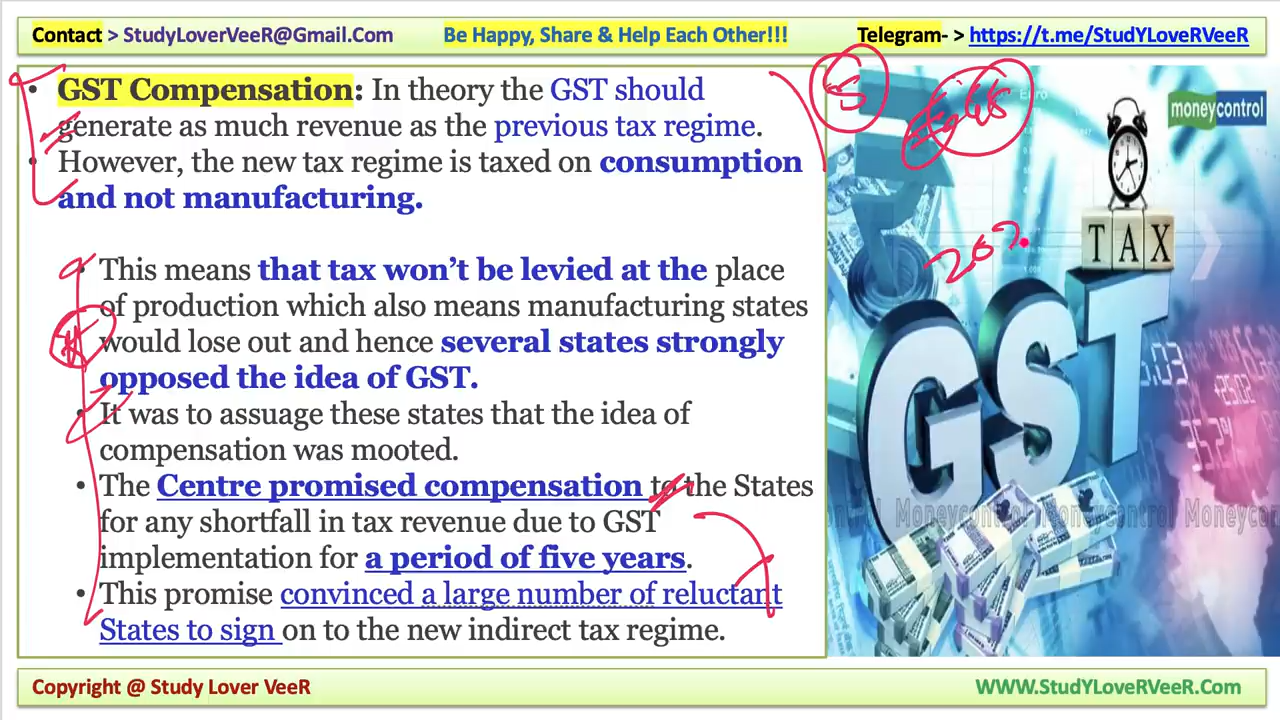 Contact > StudyLoverVeeR@Gmail.Com
Be Happy, Share & Help Each Other!!!
Telegram- > https://t.me/StudYLoveRVeeR
• GST Compensation: In theory the GST should
generate as much revenue as the previous tax regime.
• However, the new tax regime is taxed on consumption
and not manufacturing.
• This means that tax won't be levied at the place
of production which also means manufacturing states
would lose out and hence several states strongly
opposed the idea of GST.
• It was to assuage these states that the idea of
compensation was mooted.
• The Centre promised compensation to the States
for any shortfall in tax revenue due to GST
implementation for a period of five years.
• This promise convinced a large number of reluctant
States to sign on to the new indirect tax regime.
moneycontrol
TAX
GST
Moneycontrol
Copyright @ Study Lover VeeR
WWW.StudYLoveRVeeR.Com